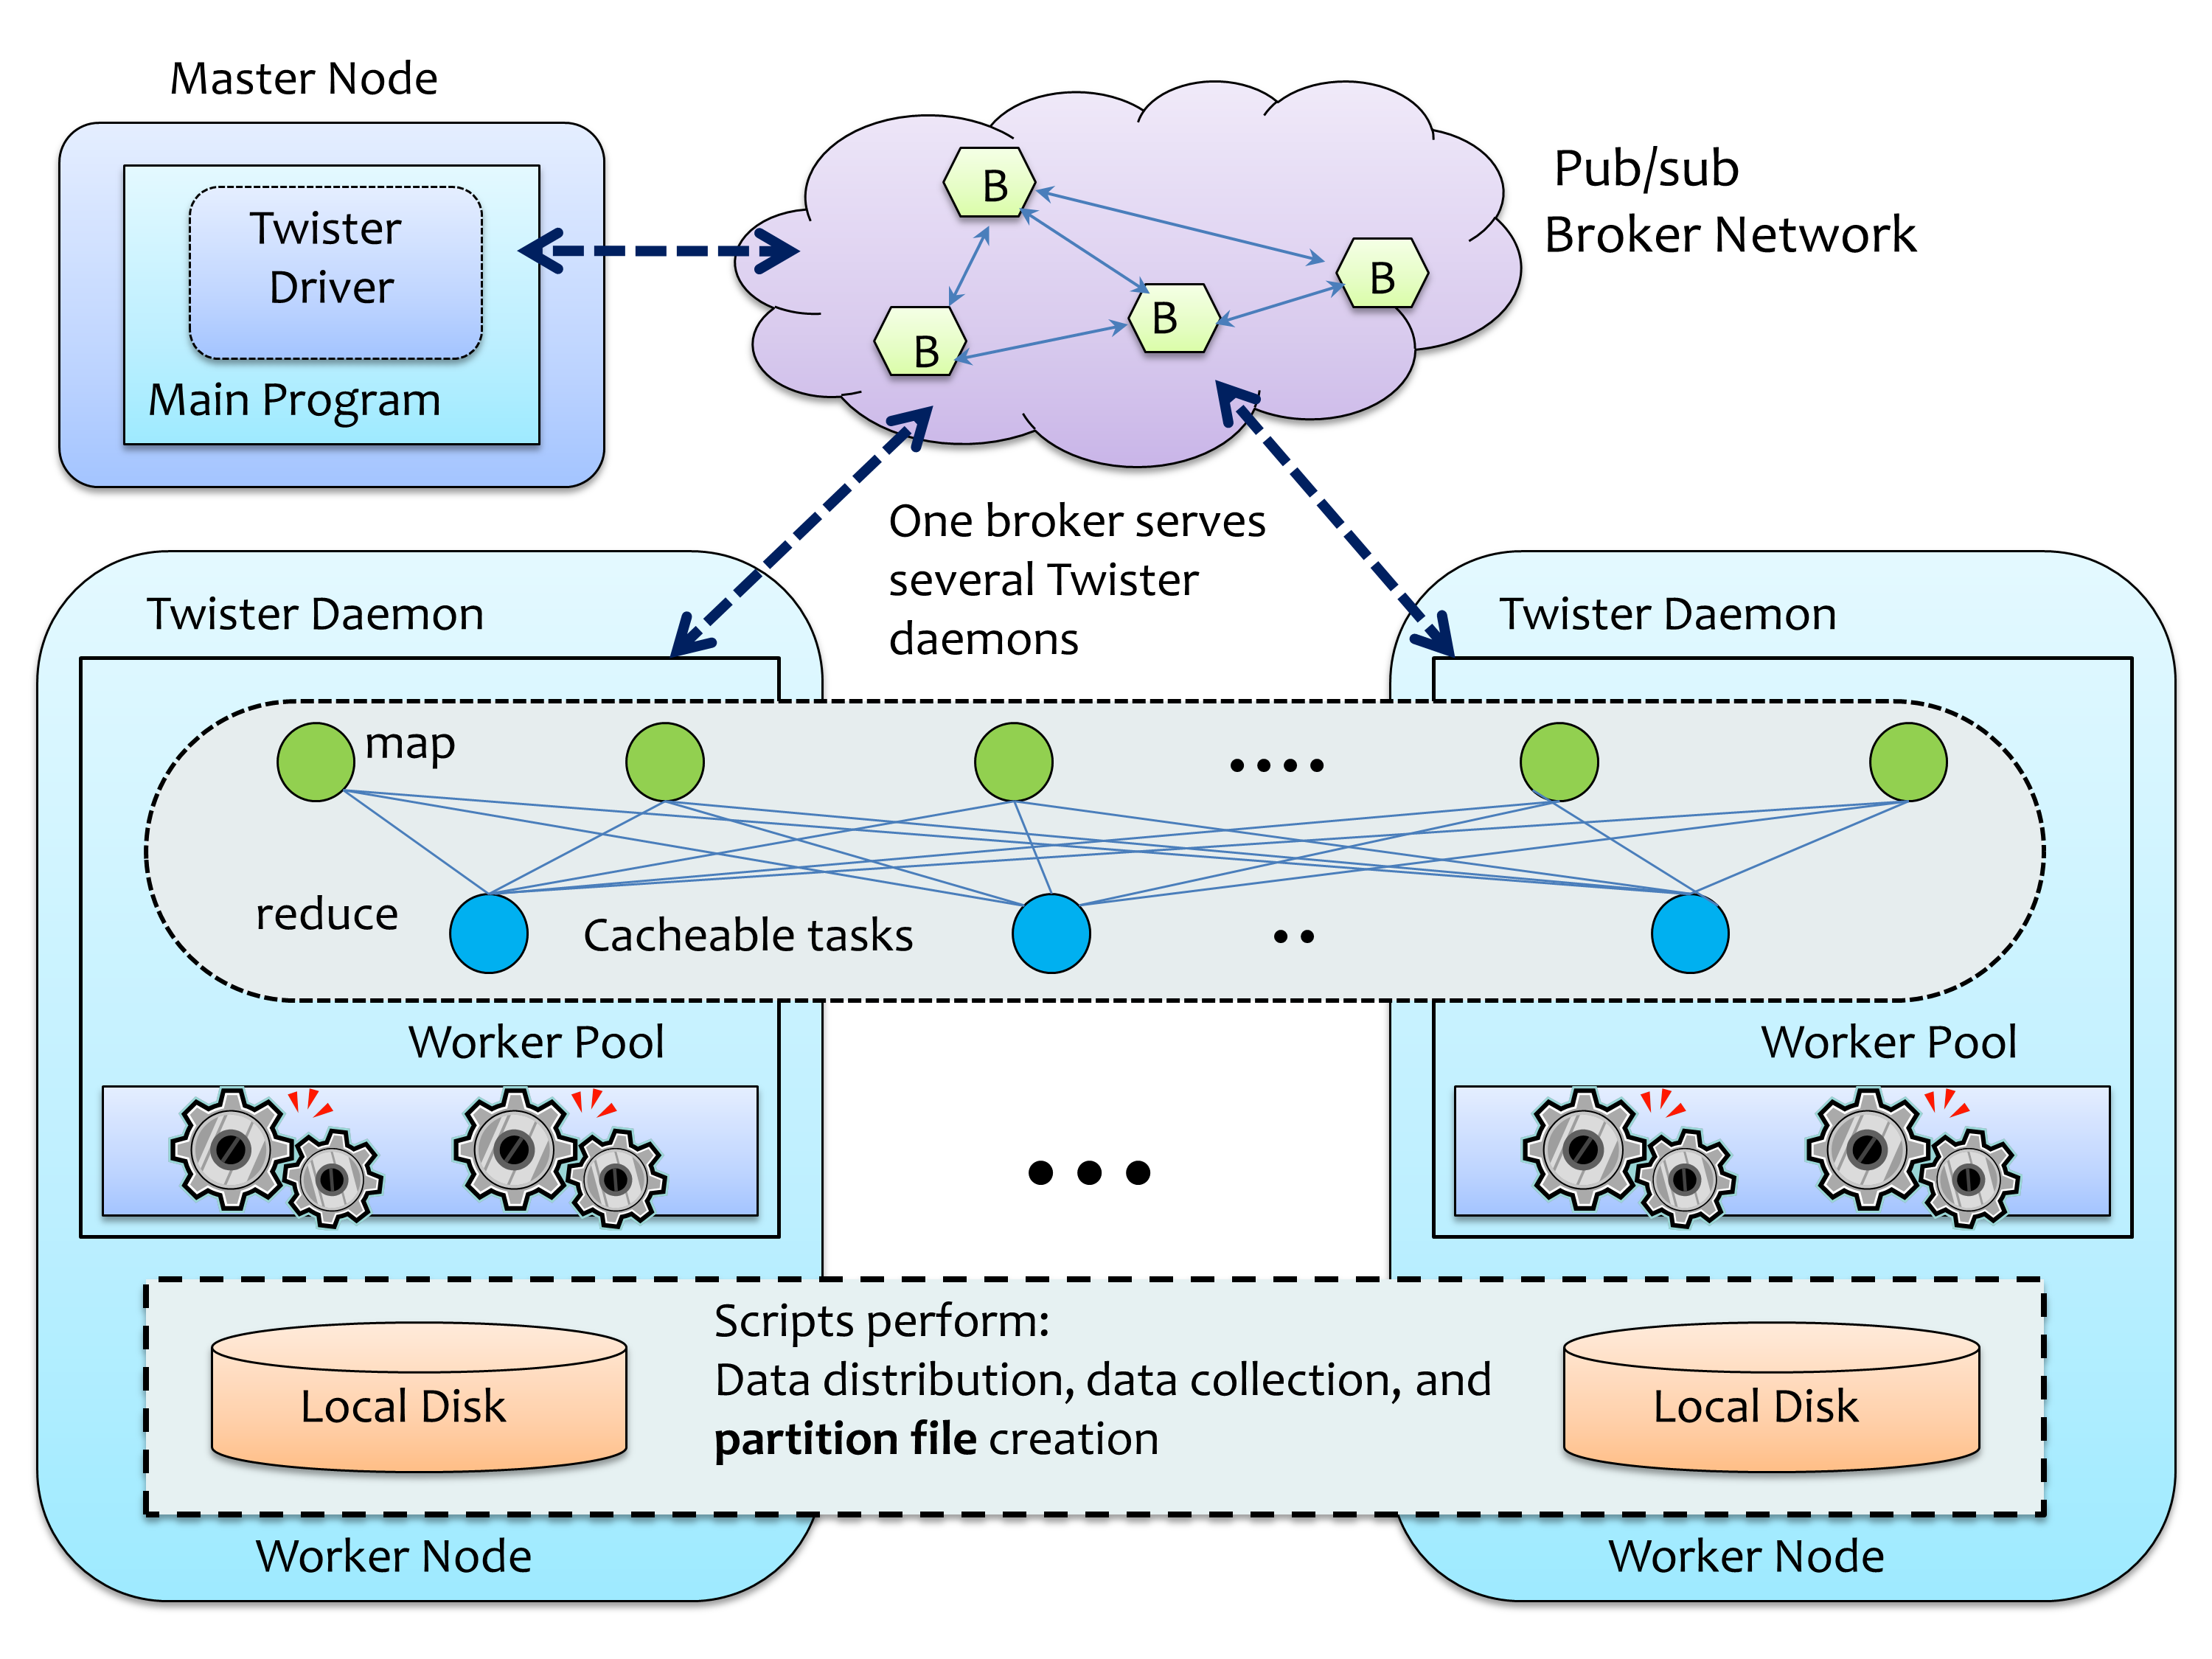 Master Node
Twister
Driver
Main Program
B
B
B
B
Pub/sub
Broker Network
One broker serves
several Twister
daemons
Twister Daemon
Twister Daemon
map
reduce
Cacheable tasks
Worker Pool
Worker Pool
Scripts perform:
Data distribution, data collection, and
partition file creation
Local Disk
Local Disk
Worker Node
Worker Node